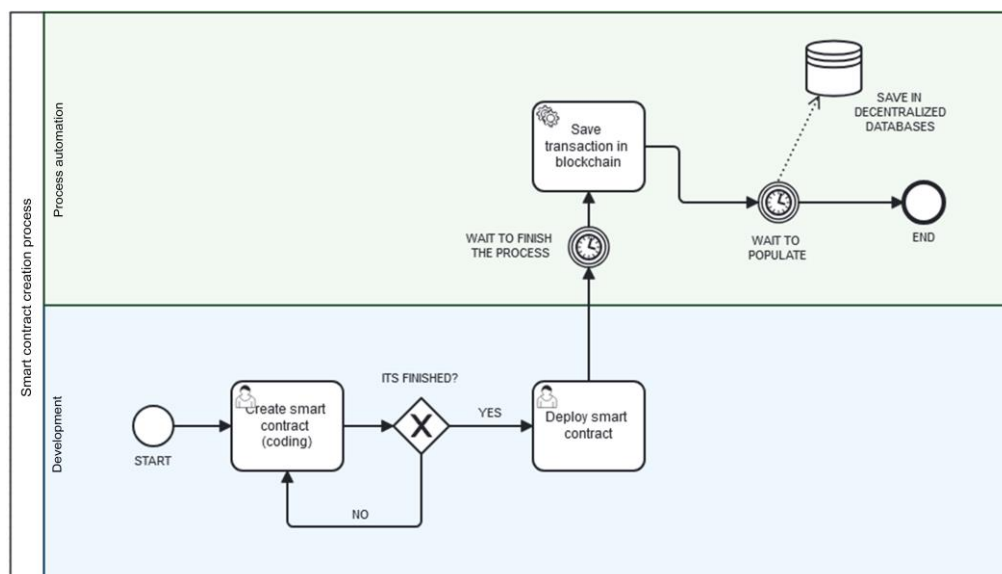 Smart contract creation process
Process automation
SAVE IN
DECENTRALIZED
DATABASES
Save
transaction in
blockchain
WAIT TO FINISH
THE PROCESS
WAIT TO
POPULATE
END
Development
ITS FINISHED?
START
Create smart
contract
(coding)
YES
Deploy smart
contract
NO